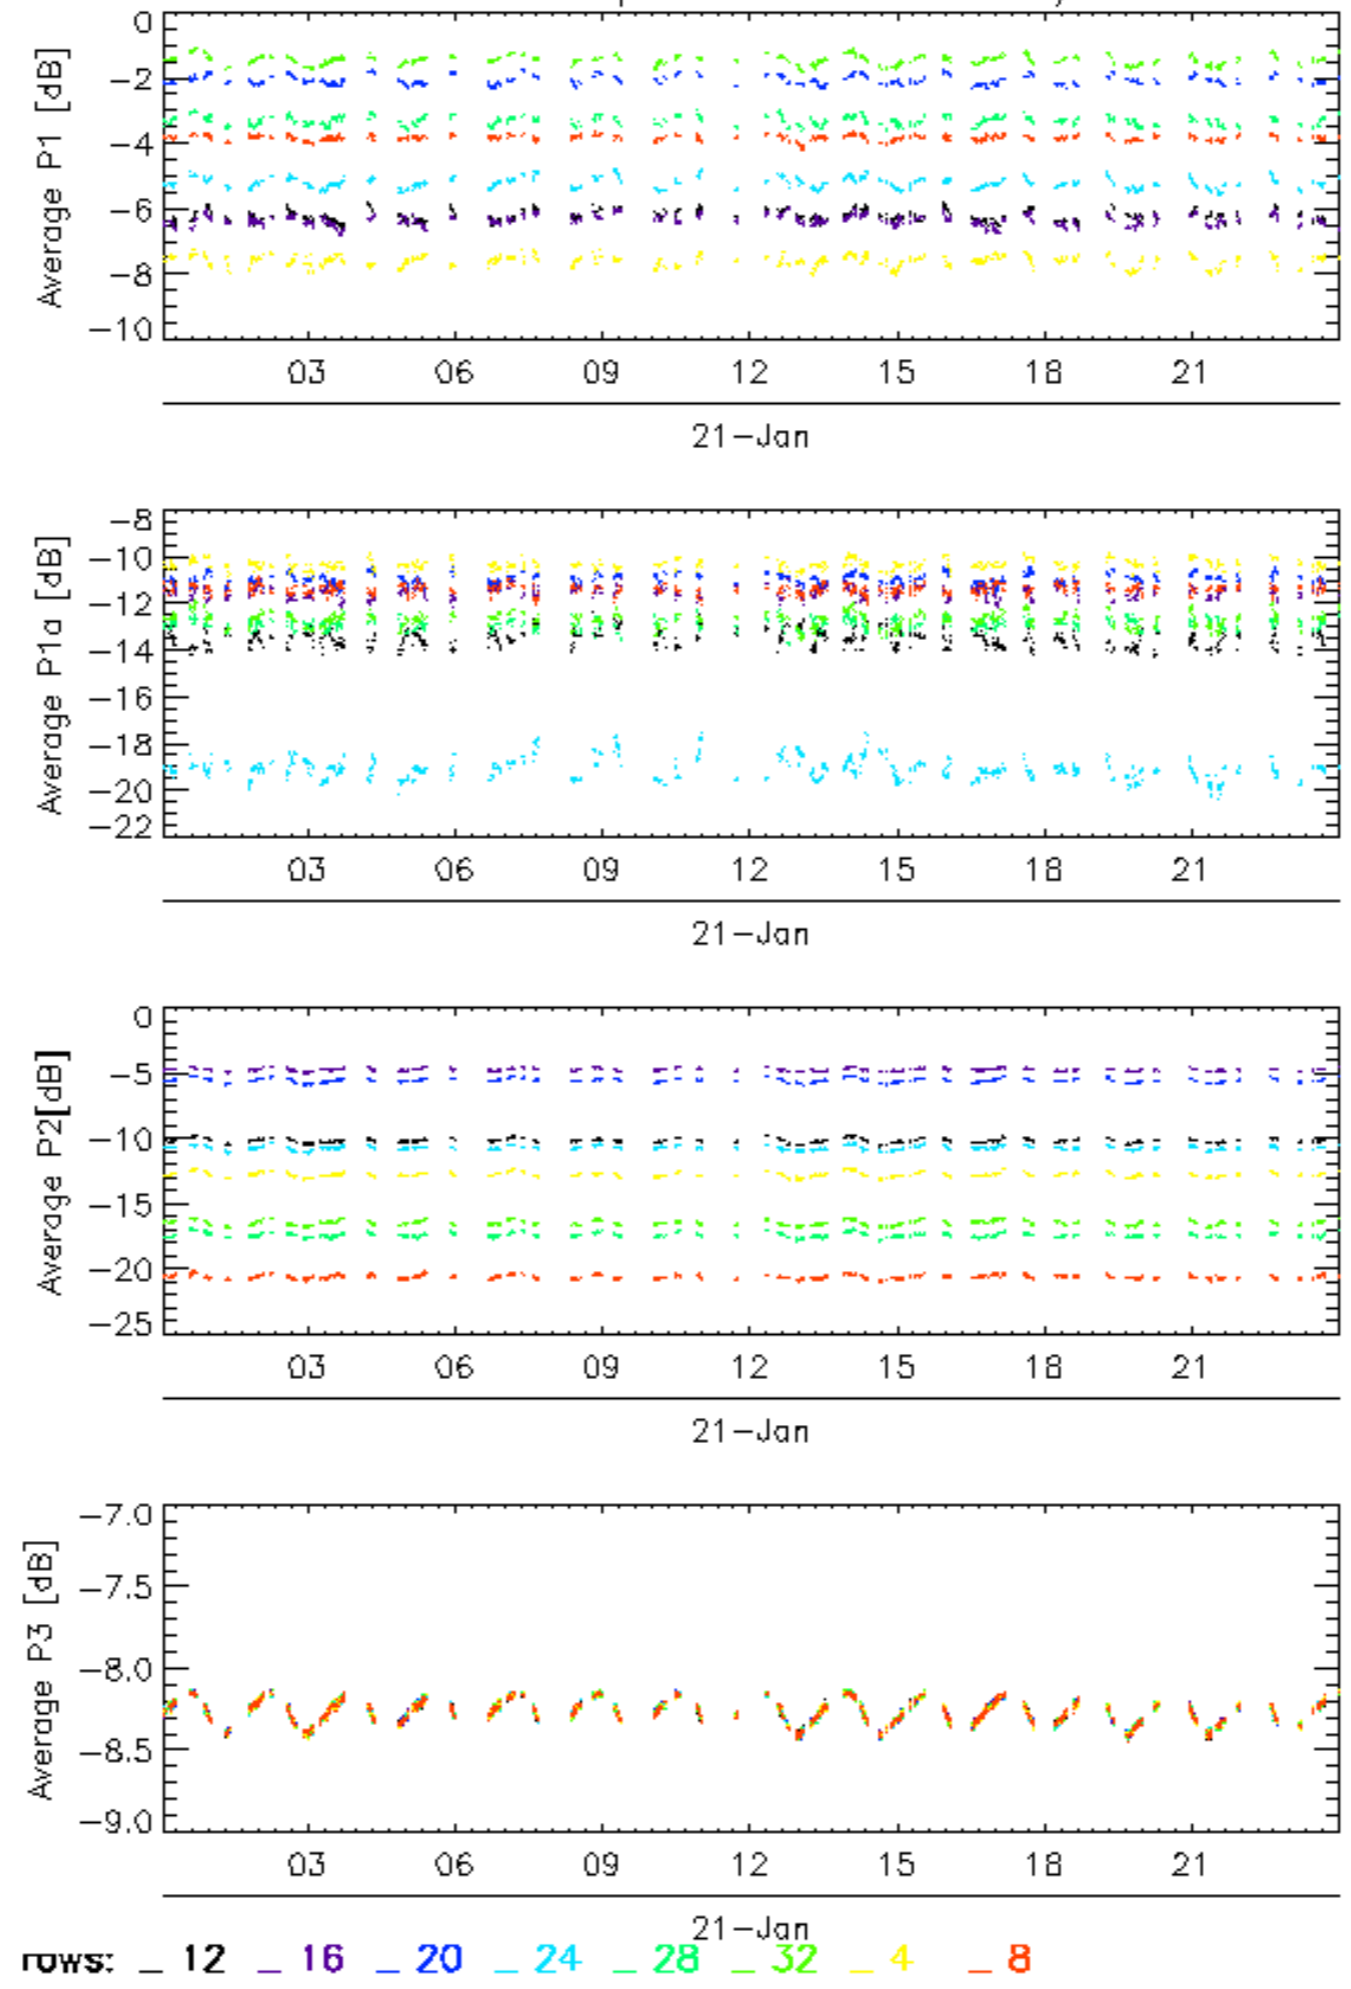 0
−2
−4
−6
−8
−10
Average P1 [dB]
03 06 09 12 15 18 21
21−Jan
−8
−10
−12
−14
−16
−18
−20
−22
Average P1a [dB]
03 06 09 12 15 18 21
21−Jan
0
−5
−10
−15
−20
−25
Average P2[dB]
03 06 09 12 15 18 21
21−Jan
−7.0
−7.5
−8.0
−8.5
−9.0
Average P3 [dB]
03 06 09 12 15 18 21
21−Jan
rows: _ 12 _ 16 _ 20 _ 24 _ 28 _ 32 _ 4 _ 8